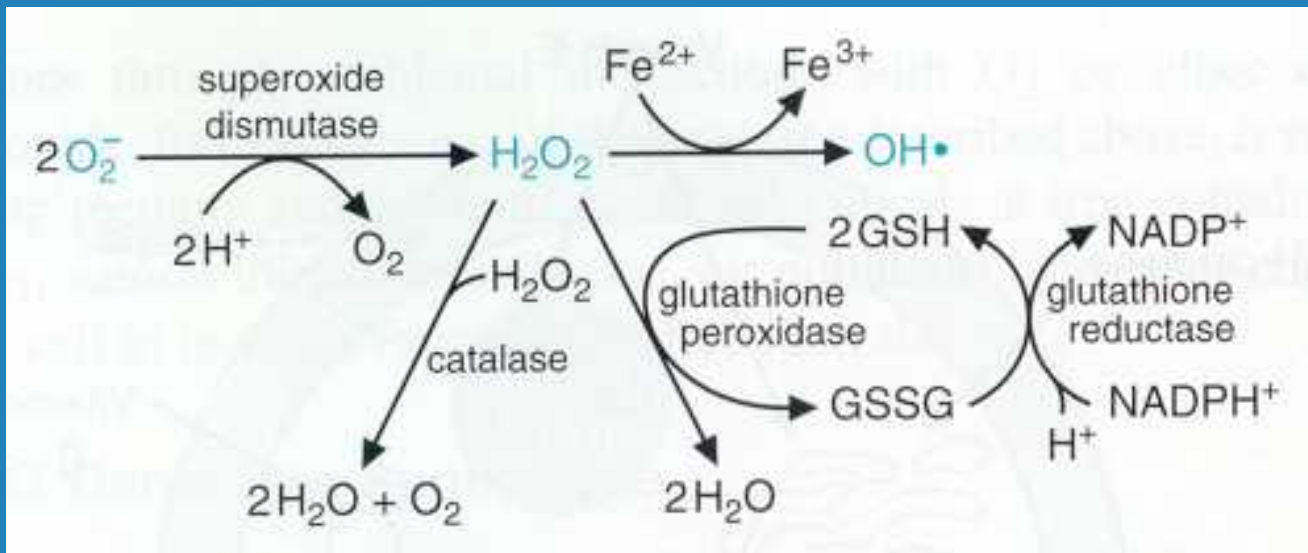 superoxide
dismutase
Fe²⁺ Fe³⁺
2O₂⁻ H₂O₂ OH•
2H⁺ O₂
H₂O₂
catalase
2GSH NADP⁺
glutathione
peroxidase
glutathione
reductase
GSSG NADPH⁺
H⁺
2H₂O + O₂ 2H₂O